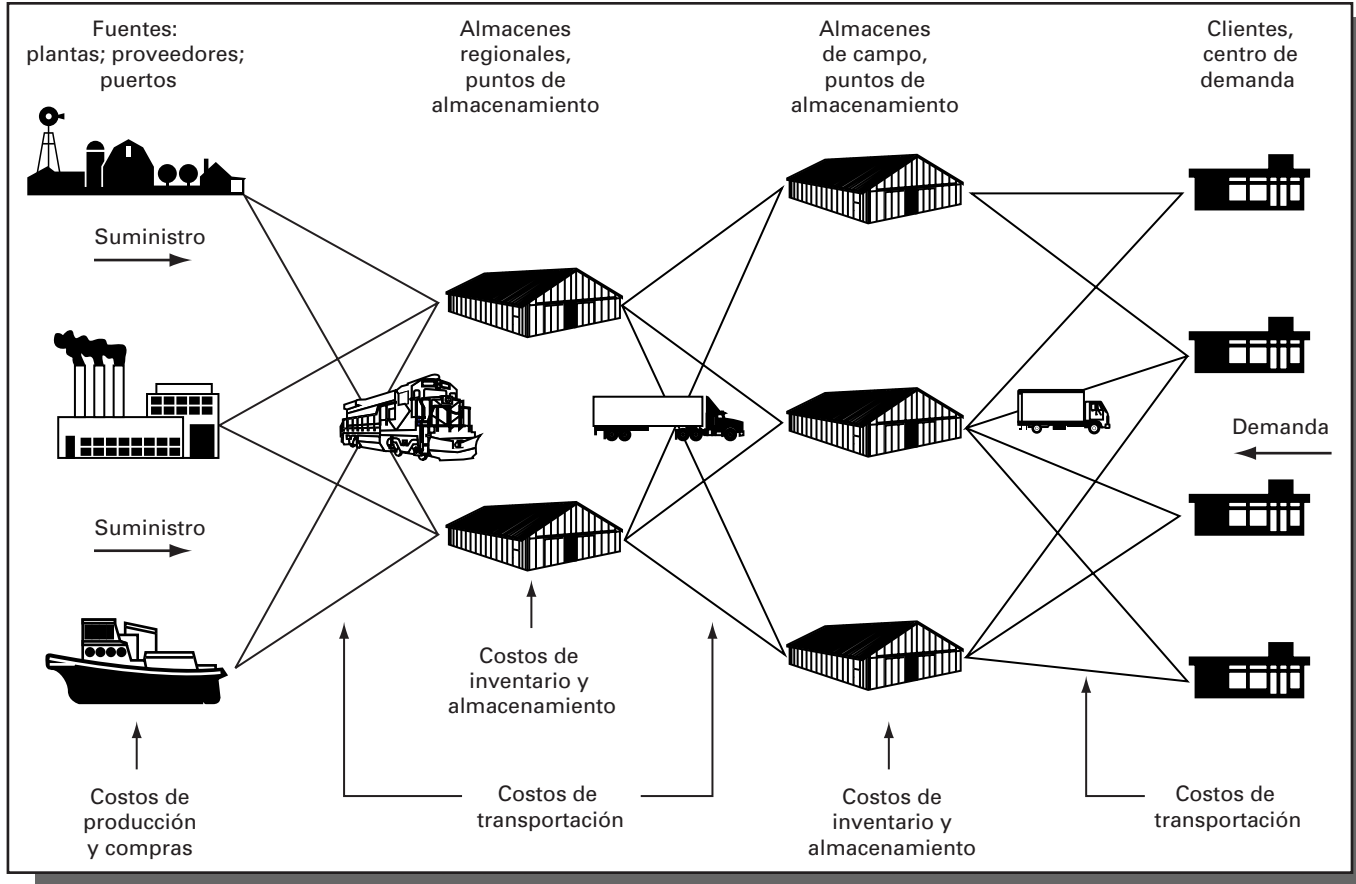 Fuentes:
plantas; proveedores;
puertos
Almacenes
regionales,
puntos de
almacenamiento
Almacenes
de campo,
puntos de
almacenamiento
Clientes,
centro de
demanda
Suministro
Demanda
Suministro
Costos de
inventario y
almacenamiento
Costos de
producción
y compras
Costos de
transportación
Costos de
inventario y
almacenamiento
Costos de
transportación